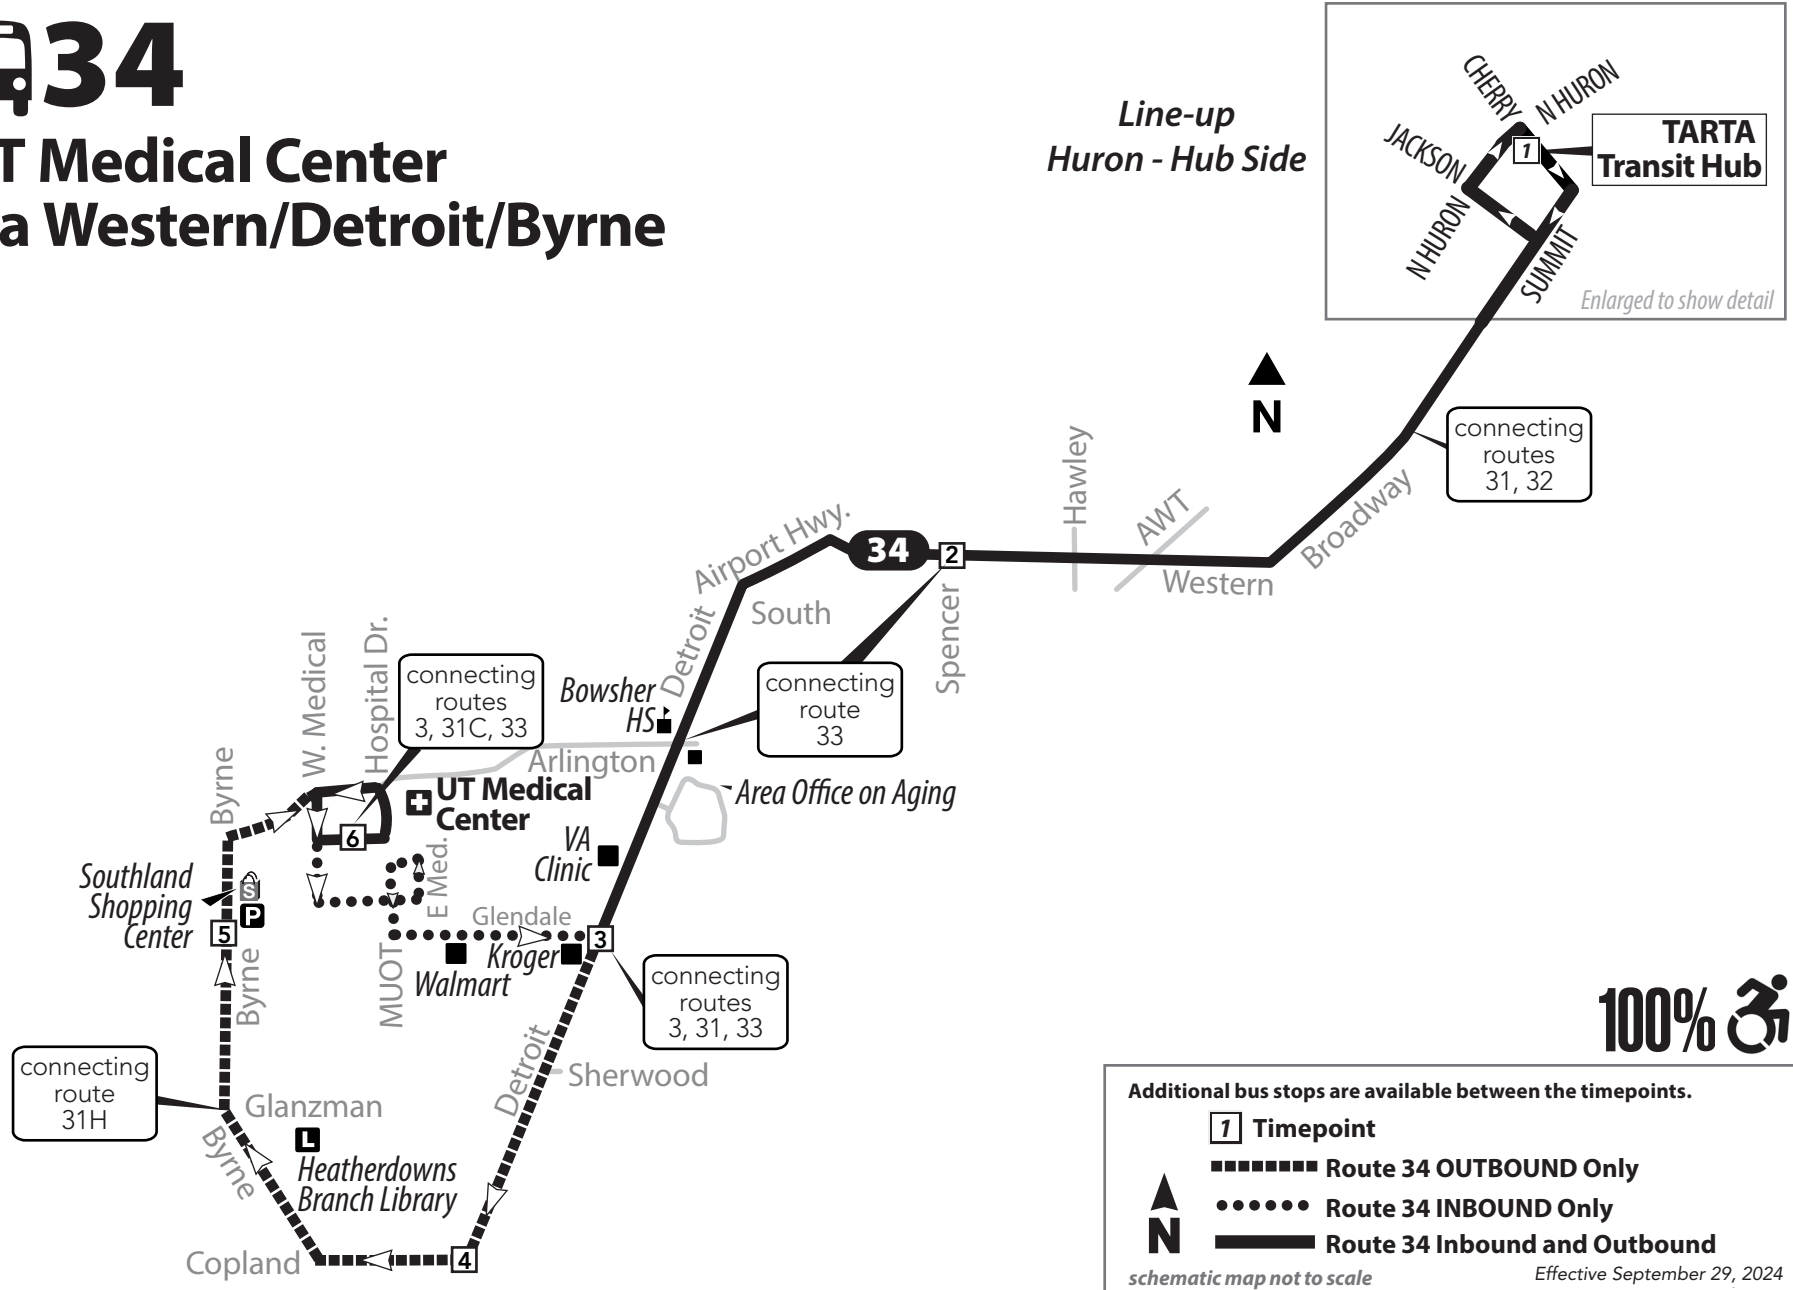 34
T Medical Center
a Western/Detroit/Byrne
Line-up
Huron - Hub Side
CHERRY
N HURON
JACKSON
1
TARTA
Transit Hub
N HURON
SUMMIT
Enlarged to show detail
N
connecting
routes
31, 32
Hawley
AWT
Broadway
Western
Airport Hwy.
34
2
Spencer
South
Detroit
connecting
route
33
Bowsher
HS
Arlington
Area Office on Aging
W. Medical
Hospital Dr.
connecting
routes
3, 31C, 33
Byrne
6
UT Medical
Center
VA
Clinic
E Med.
Southland
Shopping
Center
S
P
5
Glendale
3
MUOT
Walmart
Kroger
Byrne
connecting
routes
3, 31, 33
Detroit
Sherwood
connecting
route
31H
Glanzman
Byrne
L
Heatherdowns
Branch Library
Copland
4
100%
Additional bus stops are available between the timepoints.
1 Timepoint
Route 34 OUTBOUND Only
Route 34 INBOUND Only
N
Route 34 Inbound and Outbound
schematic map not to scale
Effective September 29, 2024